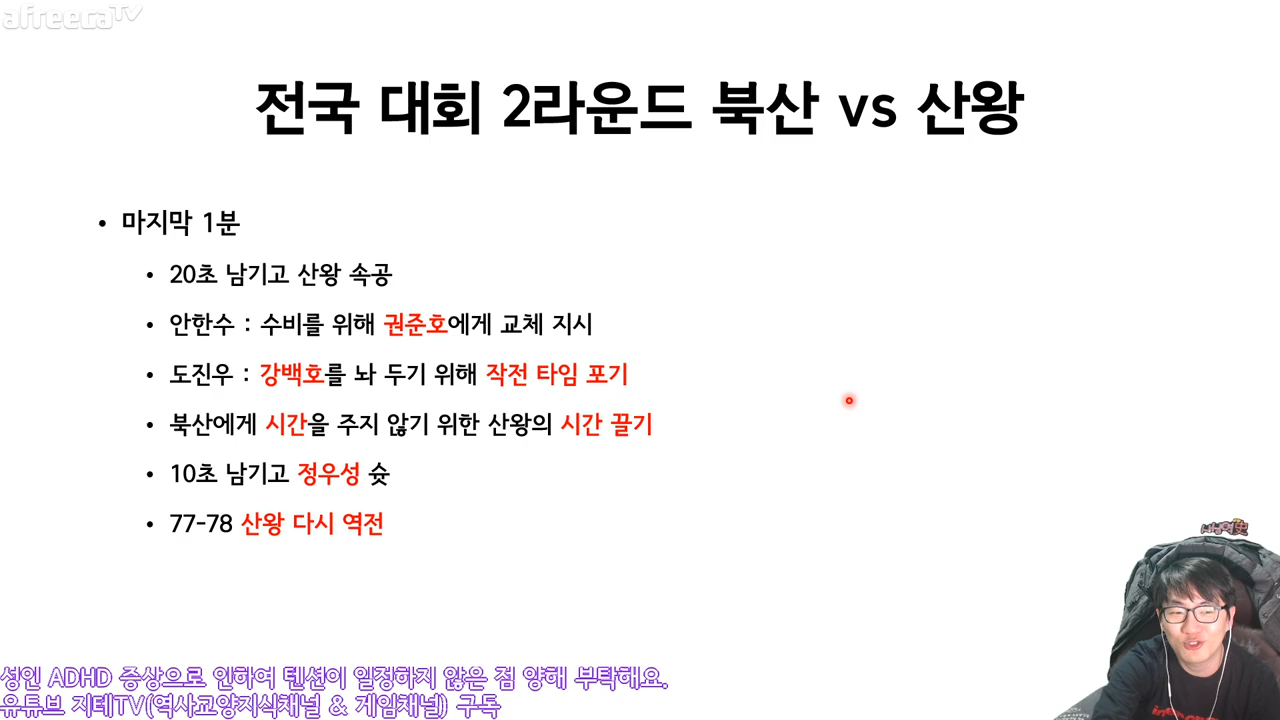 afreecaTV
전국 대회 2라운드 북산 vs 산왕
• 마지막 1분
• 20초 남기고 산왕 속공
• 안한수 : 수비를 위해 권준호에게 교체 지시
• 도진우 : 강백호를 놔 두기 위해 작전 타임 포기
• 북산에게 시간을 주지 않기 위한 산왕의 시간 끌기
• 10초 남기고 정우성 슛
• 77-78 산왕 다시 역전
성인 ADHD 증상으로 인하여 텐션이 일정하지 않은 점 양해 부탁해요.
유튜브 지테TV(역사교양지식채널 & 게임채널) 구독